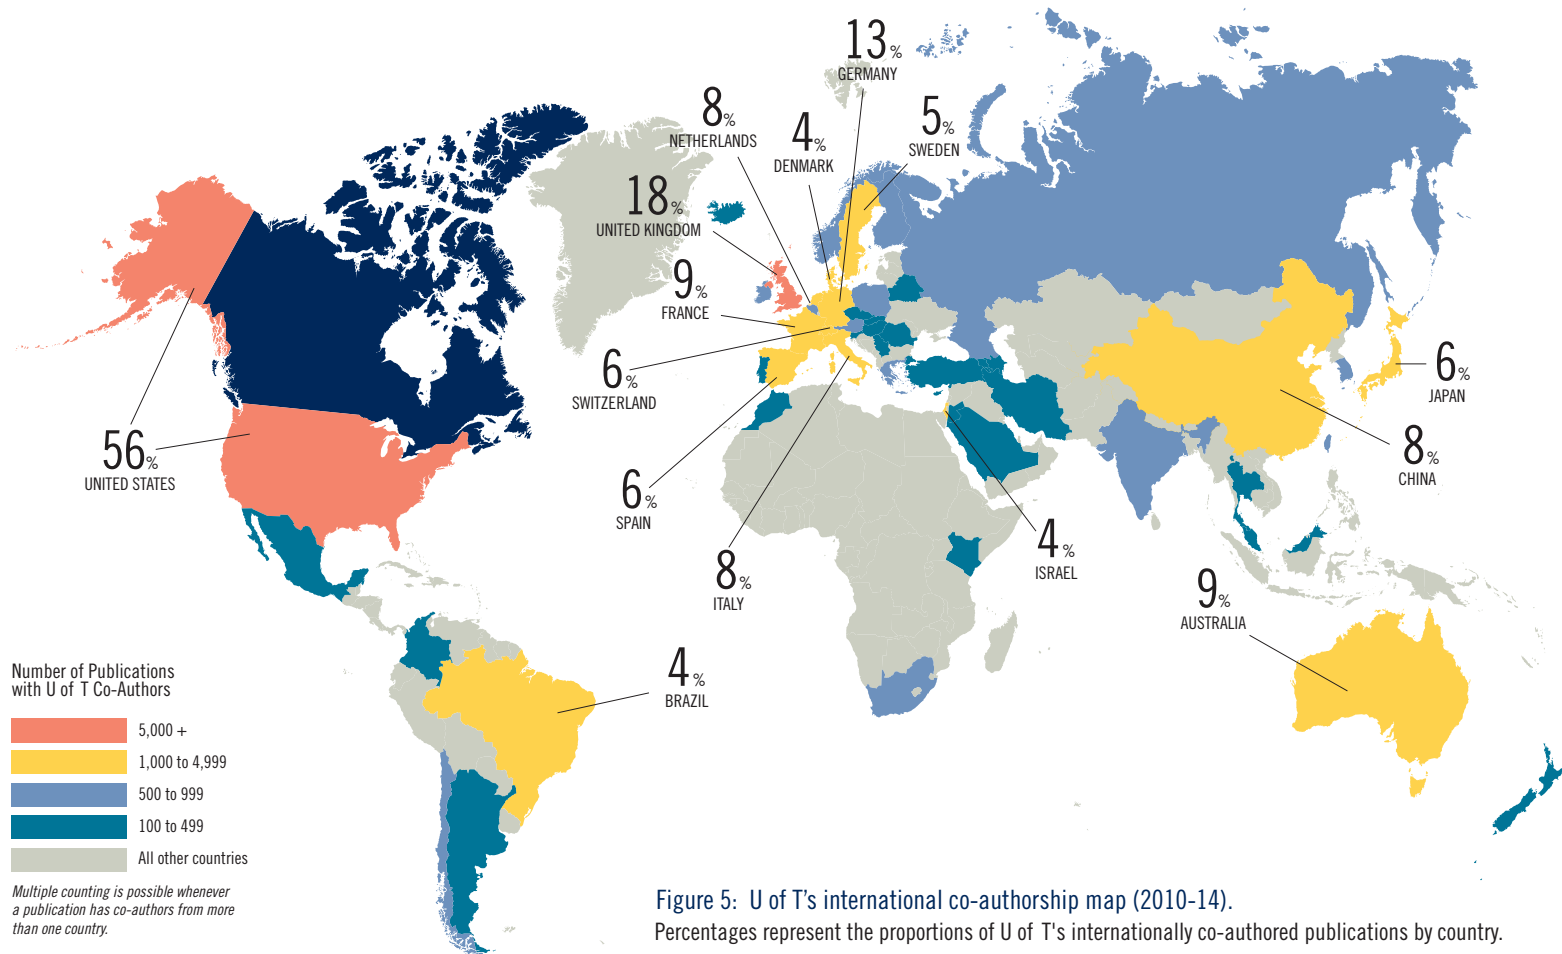 13%
GERMANY
8%
NETHERLANDS
4%
DENMARK
5%
SWEDEN
18%
UNITED KINGDOM
9%
FRANCE
6%
SWITZERLAND
6%
JAPAN
56%
UNITED STATES
8%
CHINA
6%
SPAIN
8%
ITALY
4%
ISRAEL
9%
AUSTRALIA
4%
BRAZIL
Number of Publications
with U of T Co-Authors
5,000 +
1,000 to 4,999
500 to 999
100 to 499
All other countries
Multiple counting is possible whenever
a publication has co-authors from more
than one country.
Figure 5: U of T’s international co-authorship map (2010-14).
Percentages represent the proportions of U of T's internationally co-authored publications by country.